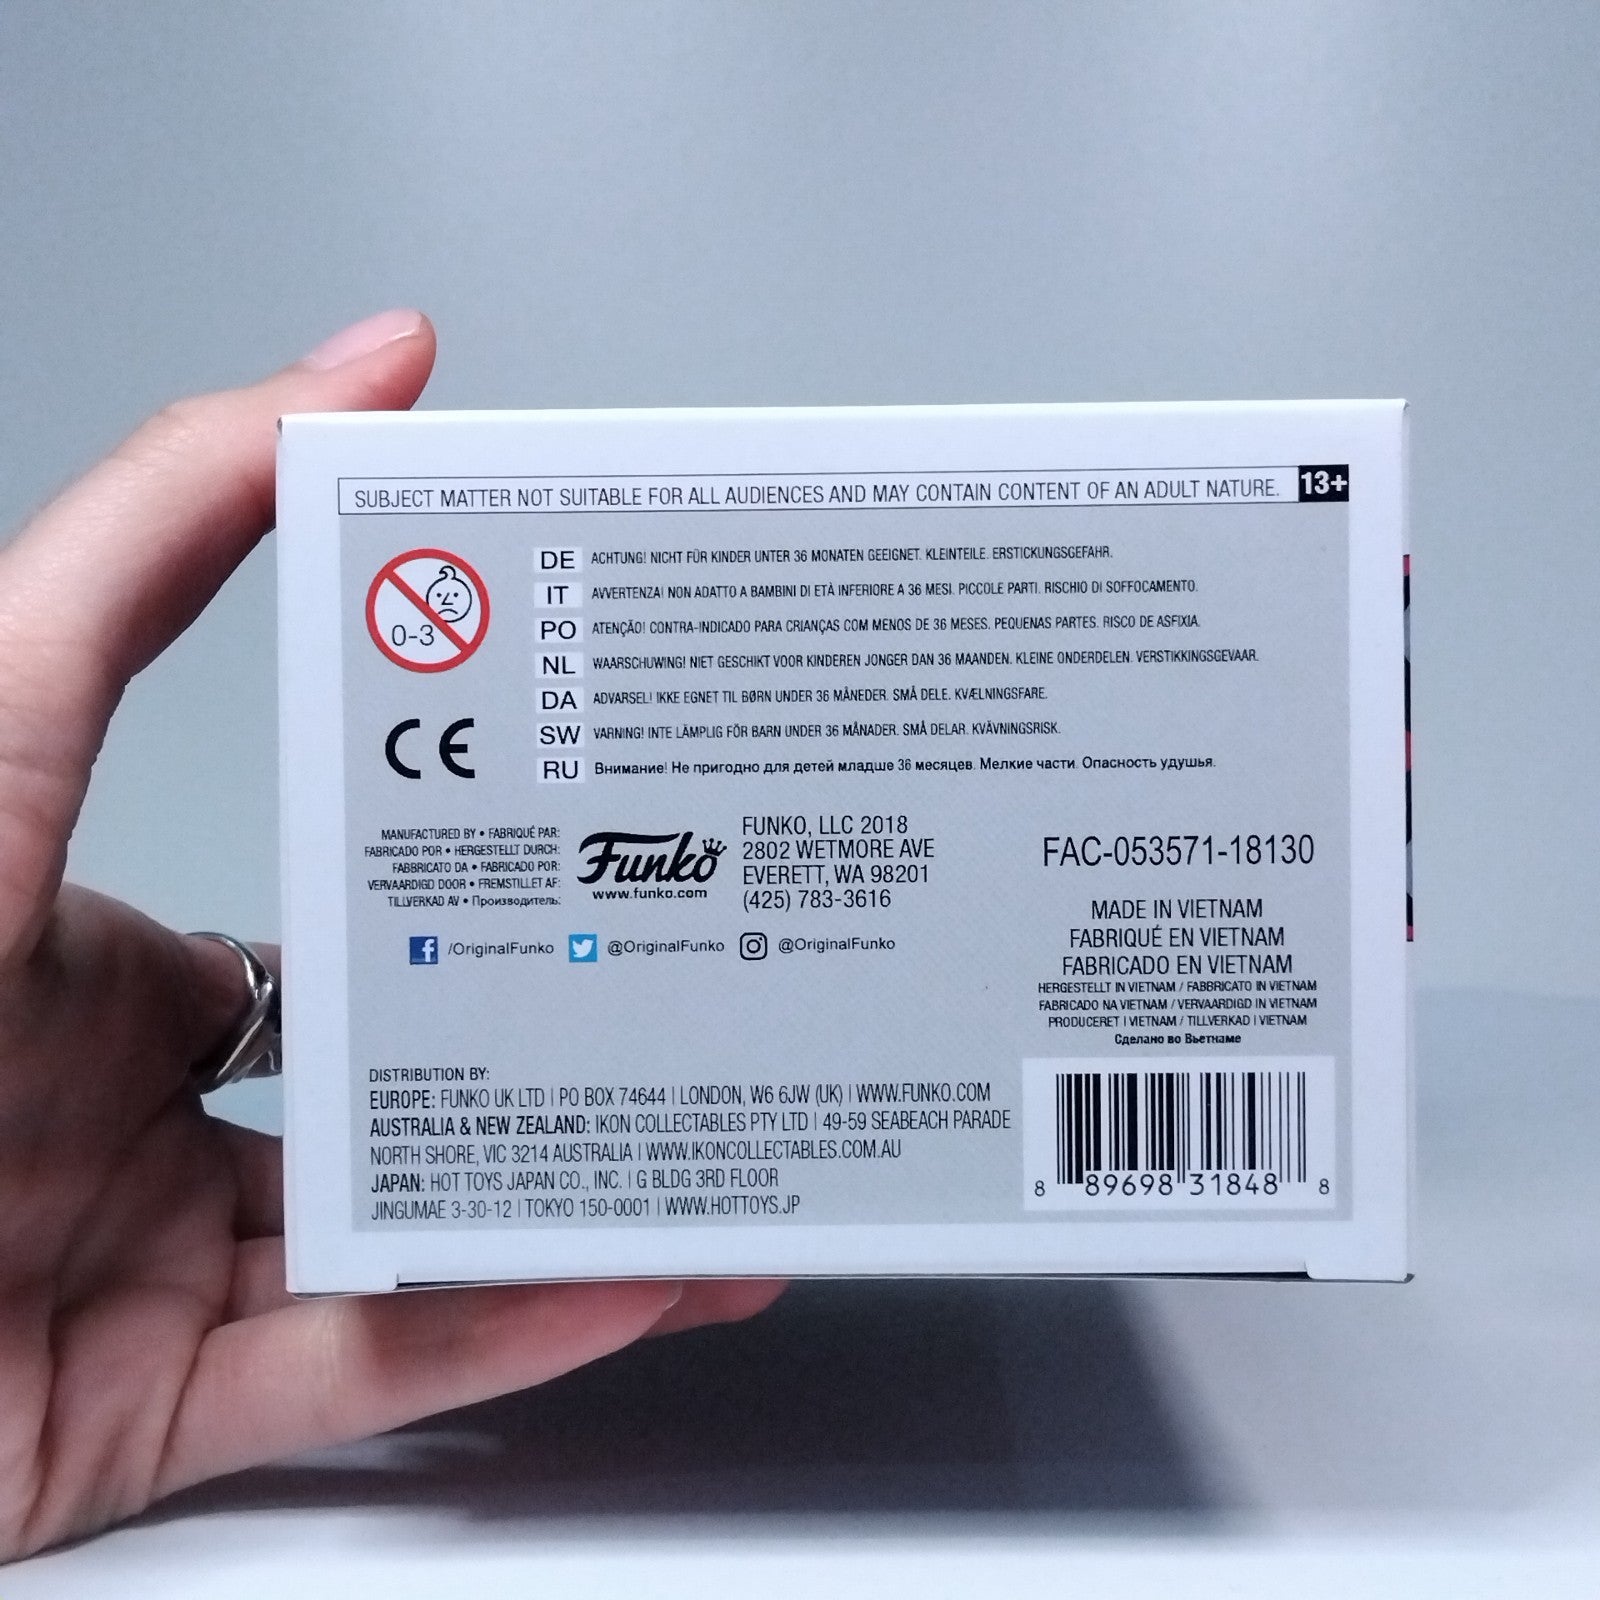 SUBJECT MATTER NOT SUITABLE FOR ALL AUDIENCES AND MAY CONTAIN CONTENT OF AN ADULT NATURE. 13+
0-3
DE ACHTUNG! NICHT FÜR KINDER UNTER 36 MONATEN GEEIGNET. KLEINTEILE. ERSTICKUNGSGEFAHR.
IT AVVERTENZA! NON ADATTO A BAMBINI DI ETÀ INFERIORE A 36 MESI. PICCOLE PARTI. RISCHIO DI SOFFOCAMENTO.
PO ATENÇÃO! CONTRA-INDICADO PARA CRIANÇAS COM MENOS DE 36 MESES. PEQUENAS PARTES. RISCO DE ASFIXIA.
NL WAARSCHUWING! NIET GESCHIKT VOOR KINDEREN JONGER DAN 36 MAANDEN. KLEINE ONDERDELEN. VERSTIKKINGSGEVAAR.
DA ADVARSEL! IKKE EGNET TIL BØRN UNDER 36 MÅNEDER. SMÅ DELE. KVÆLNINGSFARE.
SW VARNING! INTE LÄMPLIG FÖR BARN UNDER 36 MÅNADER. SMÅ DELAR. KVÄVNINGSRISK.
RU Внимание! Не пригодно для детей младше 36 месяцев. Мелкие части. Опасность удушья.
CE
MANUFACTURED BY • FABRIQUÉ PAR:
FABRICADO POR • HERGESTELLT DURCH:
FABBRICATO DA • FABRICADO POR:
VERVAARDIGD DOOR • FREMSTILLET AF:
TILLVERKAD AV • Производитель:
Funko
www.funko.com
FUNKO, LLC 2018
2802 WETMORE AVE
EVERETT, WA 98201
(425) 783-3616
f /OriginalFunko @OriginalFunko @OriginalFunko
FAC-053571-18130
MADE IN VIETNAM
FABRIQUÉ EN VIETNAM
FABRICADO EN VIETNAM
HERGESTELLT IN VIETNAM / FABBRICATO IN VIETNAM
FABRICADO NA VIETNAM / VERVAARDIGD IN VIETNAM
PRODUCERET I VIETNAM / TILLVERKAD I VIETNAM
Сделано во Вьетнаме
DISTRIBUTION BY:
EUROPE: FUNKO UK LTD | PO BOX 74644 | LONDON, W6 6JW (UK) | WWW.FUNKO.COM
AUSTRALIA & NEW ZEALAND: IKON COLLECTABLES PTY LTD | 49-59 SEABEACH PARADE
NORTH SHORE, VIC 3214 AUSTRALIA | WWW.IKONCOLLECTABLES.COM.AU
JAPAN: HOT TOYS JAPAN CO., INC. | G BLDG 3RD FLOOR
JINGUMAE 3-30-12 | TOKYO 150-0001 | WWW.HOTTOYS.JP
8 89698 31848 8